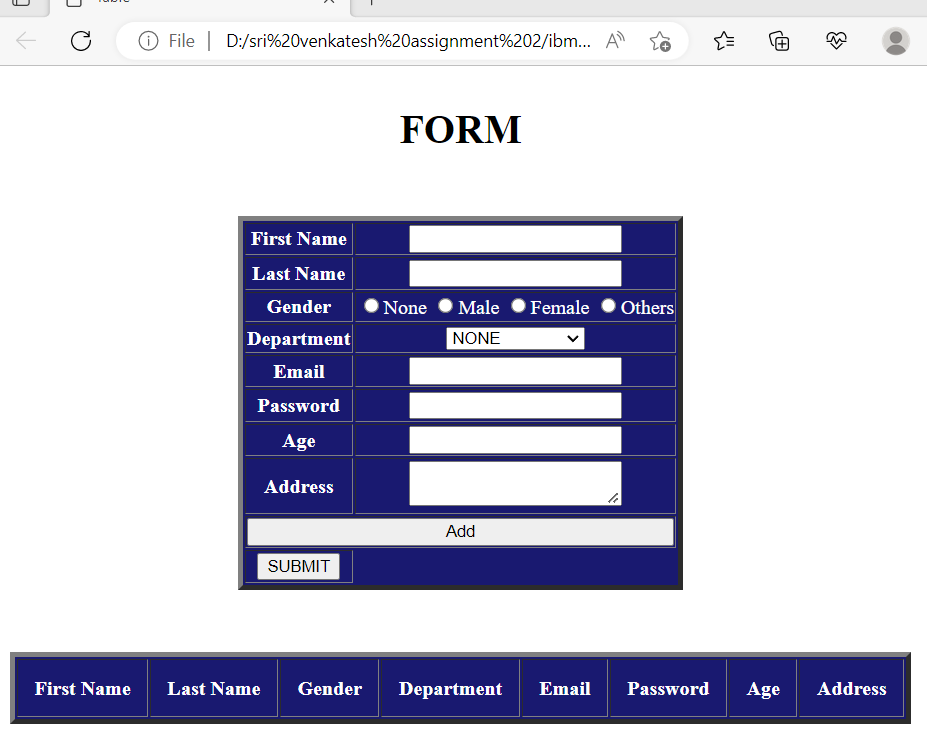 File | D:/sri%20venkatesh%20assignment%202/ibm...
FORM
First Name
Last Name
Gender None Male Female Others
Department NONE
Email
Password
Age
Address
Add
SUBMIT
First Name Last Name Gender Department Email Password Age Address